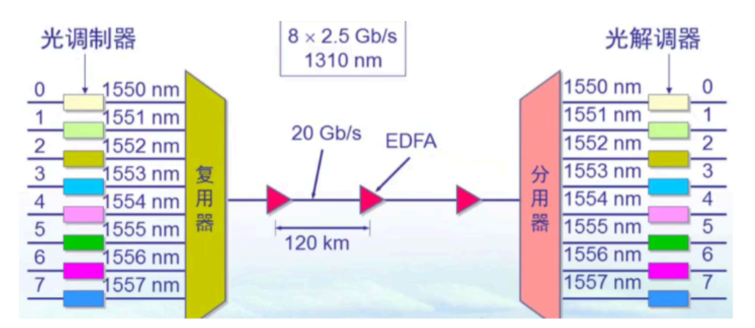 光调制器
8 × 2.5 Gb/s
1310 nm
光解调器
0 1550 nm
1 1551 nm
2 1552 nm
3 1553 nm
4 1554 nm
5 1555 nm
6 1556 nm
7 1557 nm
复用器
20 Gb/s
EDFA
120 km
分用器
1550 nm 0
1551 nm 1
1552 nm 2
1553 nm 3
1554 nm 4
1555 nm 5
1556 nm 6
1557 nm 7